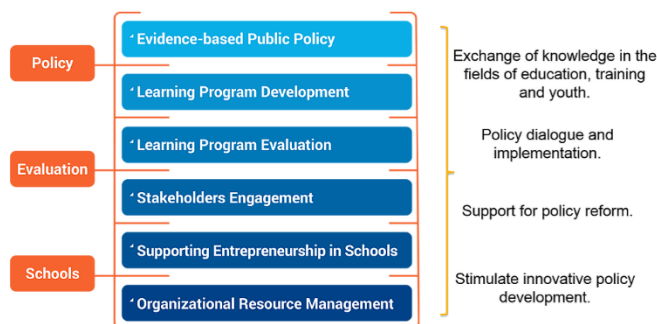 Policy
Evaluation
Schools
Evidence-based Public Policy
Learning Program Development
Learning Program Evaluation
Stakeholders Engagement
Supporting Entrepreneurship in Schools
Organizational Resource Management
Exchange of knowledge in the
fields of education, training
and youth.
Policy dialogue and
implementation.
Support for policy reform.
Stimulate innovative policy
development.